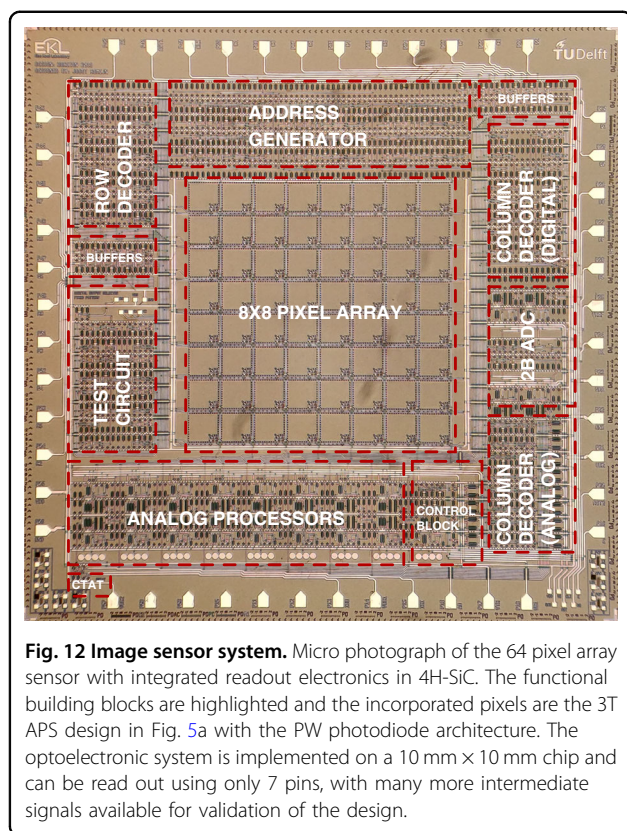 EKL
TUDelft
ROW
DECODER
ADDRESS
GENERATOR
BUFFERS
COLUMN
DECODER
(DIGITAL)
BUFFERS
8X8 PIXEL ARRAY
2B ADC
TEST
CIRCUIT
COLUMN
DECODER
(ANALOG)
ANALOG PROCESSORS
CONTROL
BLOCK
CTAT
Fig. 12 Image sensor system. Micro photograph of the 64 pixel array
sensor with integrated readout electronics in 4H-SiC. The functional
building blocks are highlighted and the incorporated pixels are the 3T
APS design in Fig. 5a with the PW photodiode architecture. The
optoelectronic system is implemented on a 10 mm × 10 mm chip and
can be read out using only 7 pins, with many more intermediate
signals available for validation of the design.